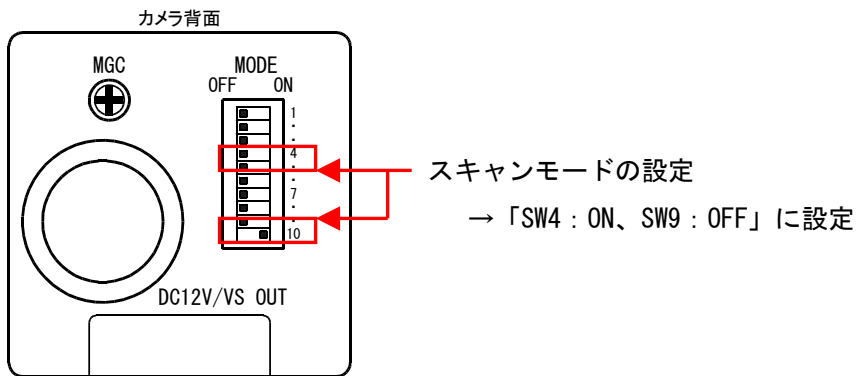 カメラ背面
MGC
MODE
OFF ON
1
・
・
4
・
・
7
・
・
10
DC12V/VS OUT
スキャンモードの設定
→「SW4：ON、SW9：OFF」に設定